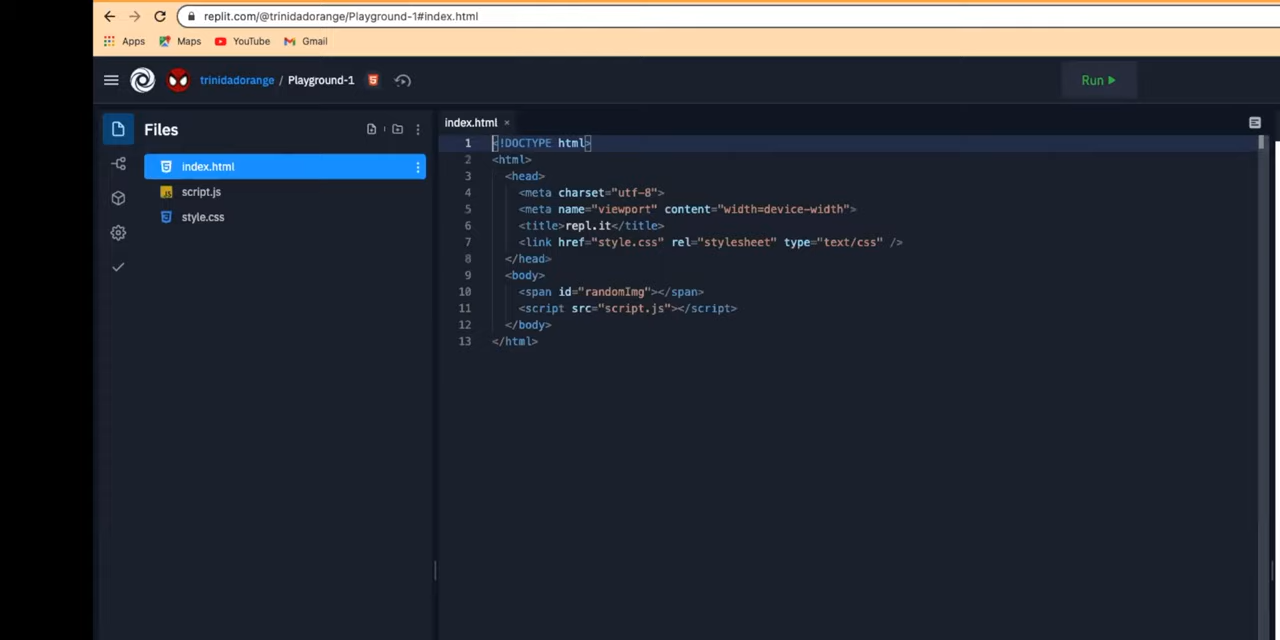 replit.com/@trinidadorange/Playground-1#index.html
Apps Maps YouTube Gmail
trinidadorange / Playground-1 Run
Files
index.html
script.js
style.css
index.html
1 <!DOCTYPE html>
2 <html>
3 <head>
4 <meta charset="utf-8">
5 <meta name="viewport" content="width=device-width">
6 <title>repl.it</title>
7 <link href="style.css" rel="stylesheet" type="text/css" />
8 </head>
9 <body>
10 <span id="randomImg"></span>
11 <script src="script.js"></script>
12 </body>
13 </html>